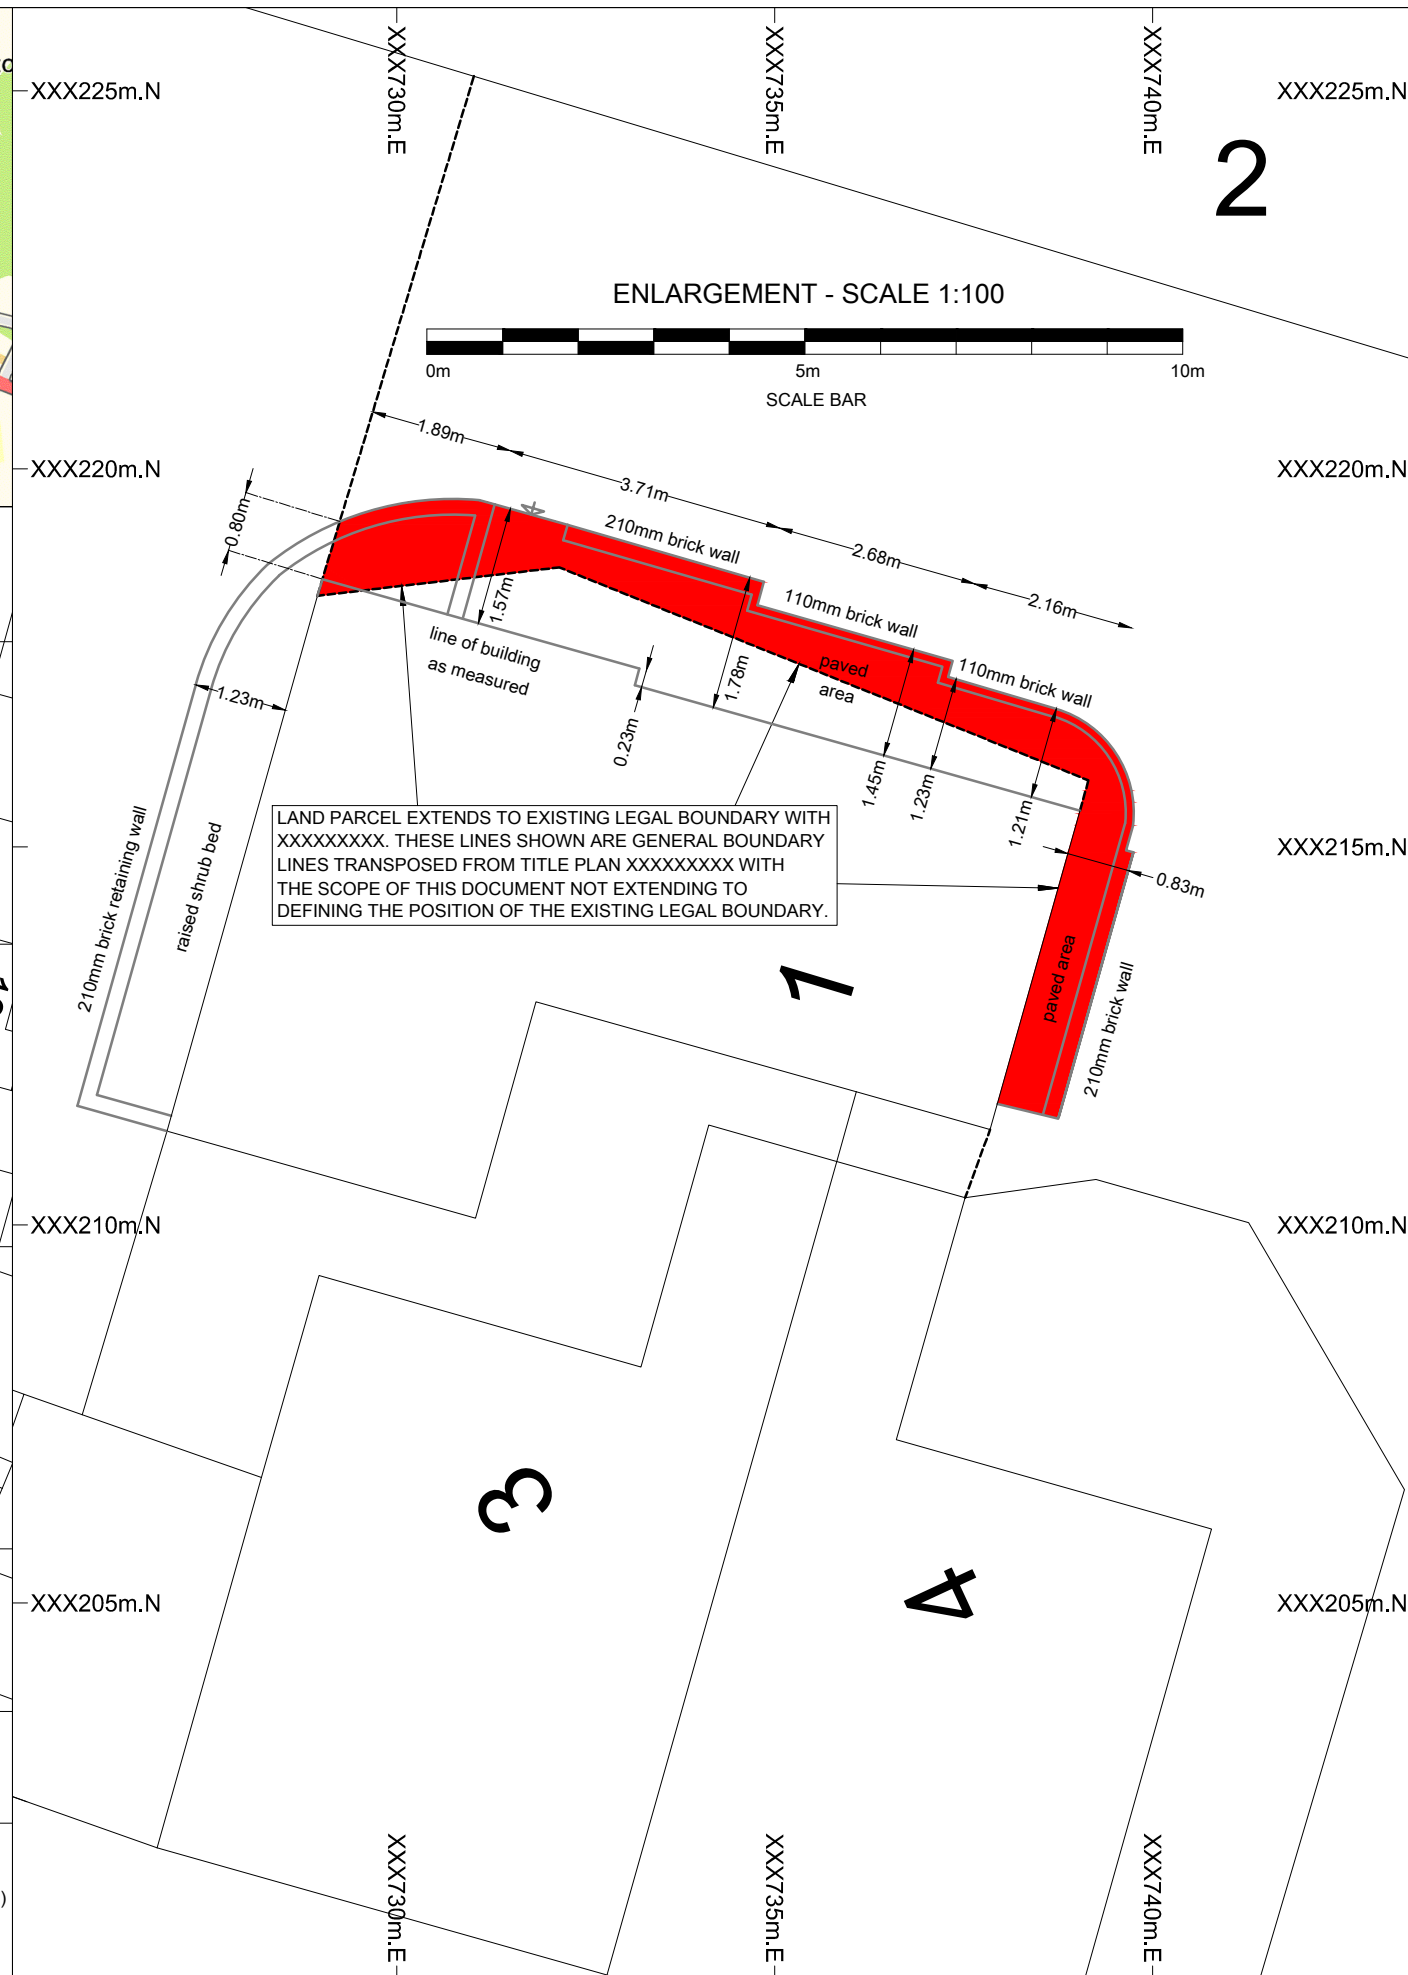 XXX730m.E
XXX735m.E
XXX740m.E
XXX225m.N
XXX225m.N
2
ENLARGEMENT - SCALE 1:100
0m
5m
10m
SCALE BAR
XXX220m.N
XXX220m.N
1.89m
3.71m
2.68m
2.16m
0.80m
210mm brick wall
110mm brick wall
110mm brick wall
1.57m
line of building
as measured
1.78m
paved
area
1.23m
0.23m
1.45m
1.23m
1.21m
LAND PARCEL EXTENDS TO EXISTING LEGAL BOUNDARY WITH
XXXXXXXXX. THESE LINES SHOWN ARE GENERAL BOUNDARY
LINES TRANSPOSED FROM TITLE PLAN XXXXXXXXX WITH
THE SCOPE OF THIS DOCUMENT NOT EXTENDING TO
DEFINING THE POSITION OF THE EXISTING LEGAL BOUNDARY.
XXX215m.N
0.83m
210mm brick retaining wall
raised shrub bed
1
paved area
210mm brick wall
XXX210m.N
XXX210m.N
3
4
XXX205m.N
XXX205m.N
XXX730m.E
XXX735m.E
XXX740m.E
)